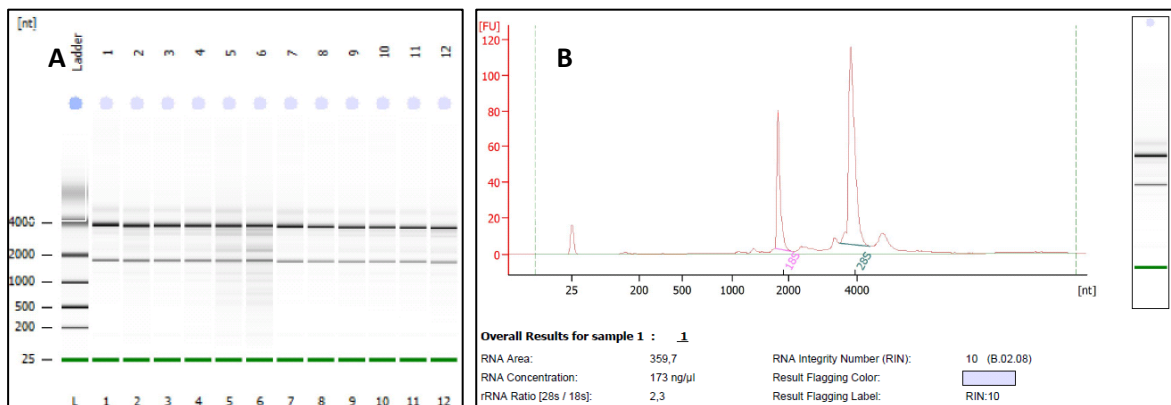 [nt]
A
Ladder
1
2
3
4
5
6
7
8
9
10
11
12
4000
2000
1000
500
200
25
L
1
2
3
4
5
6
7
8
9
10
11
12
[FU]
B
120
100
80
60
40
20
0
18S
28S
25 200 500 1000 2000 4000 [nt]
Overall Results for sample 1 : 1
RNA Area: 359,7 RNA Integrity Number (RIN): 10 (B.02.08)
RNA Concentration: 173 ng/µl Result Flagging Color:
rRNA Ratio [28s / 18s]: 2,3 Result Flagging Label: RIN:10